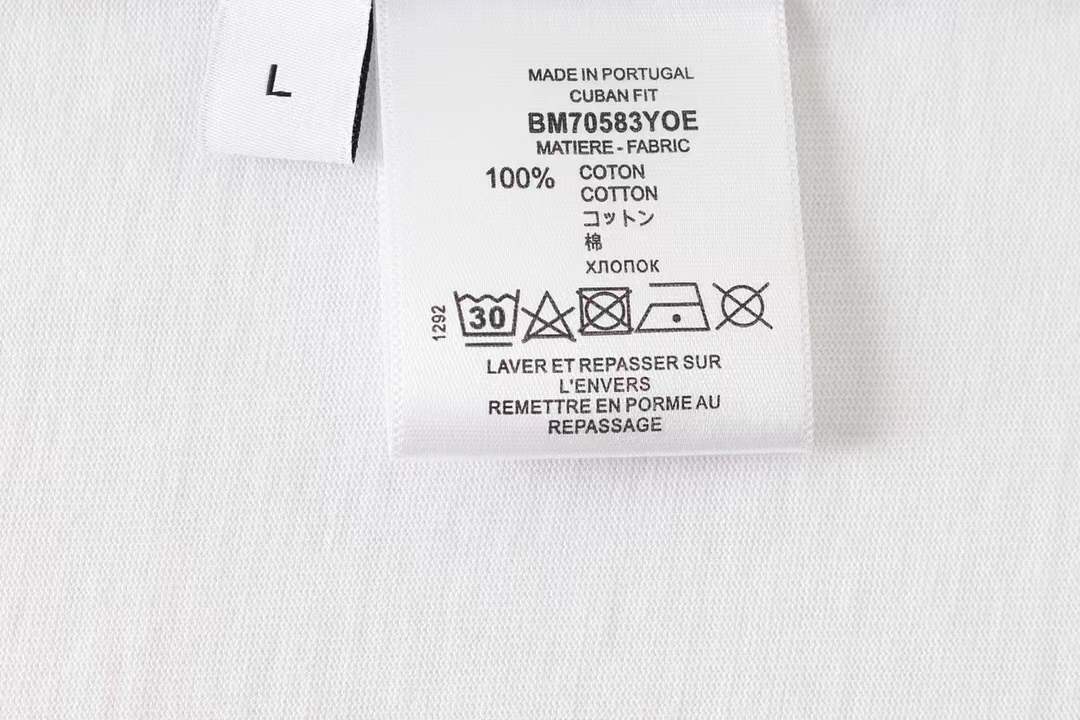 L
MADE IN PORTUGAL
CUBAN FIT
BM70583YOE
MATIERE - FABRIC
100% COTON
COTTON
コットン
棉
хлопок
1292
30
LAVER ET REPASSER SUR
L'ENVERS
REMETTRE EN PORME AU
REPASSAGE